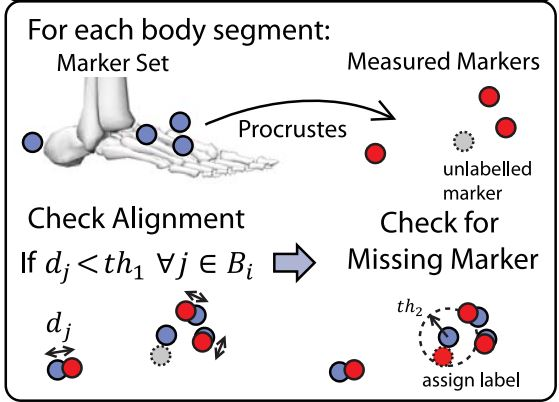 For each body segment:
Marker Set
Measured Markers
Procrustes
unlabelled
marker
Check Alignment
If d_j < th_1 ∀j ∈ B_i
Check for
Missing Marker
d_j
th_2
assign label